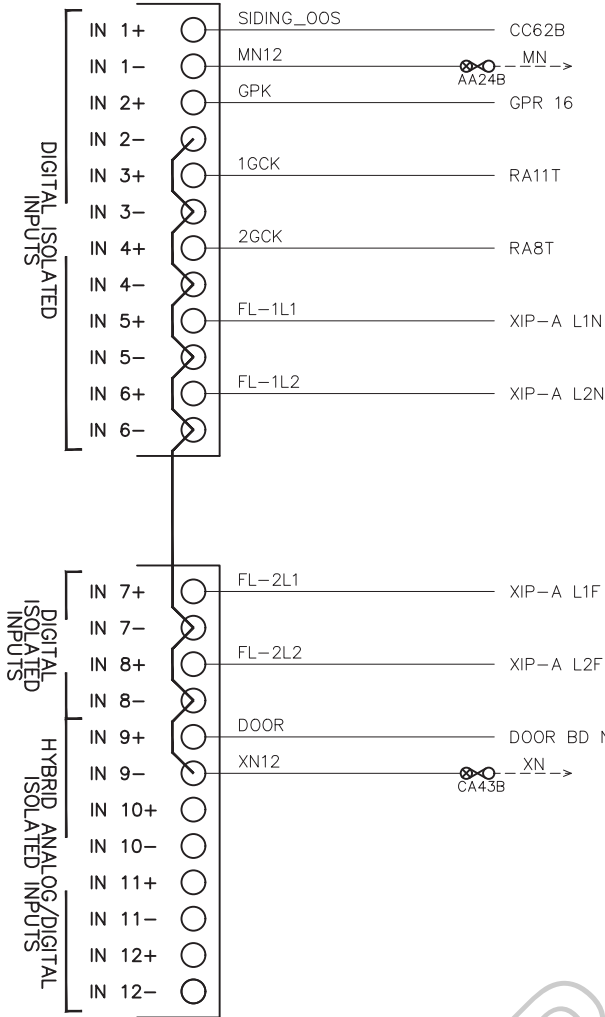 IN 1+ SIDING_OOS CC62B
IN 1- MN12 AA24B MN
IN 2+ GPK GPR 16
IN 2-
IN 3+ 1GCK RA11T
IN 3-
IN 4+ 2GCK RA8T
IN 4-
IN 5+ FL-1L1 XIP-A L1N
IN 5-
IN 6+ FL-1L2 XIP-A L2N
IN 6-
DIGITAL ISOLATED
INPUTS
IN 7+ FL-2L1 XIP-A L1F
IN 7-
IN 8+ FL-2L2 XIP-A L2F
IN 8-
DIGITAL
ISOLATED
INPUTS
IN 9+ DOOR DOOR BD
IN 9- XN12 CA43B XN
IN 10+
IN 10-
IN 11+
IN 11-
IN 12+
IN 12-
HYBRID ANALOG/DIGITAL
ISOLATED INPUTS